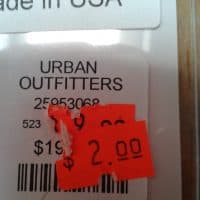 ade in USA
URBAN
OUTFITTERS
25953068
523
$19
$ 2.00